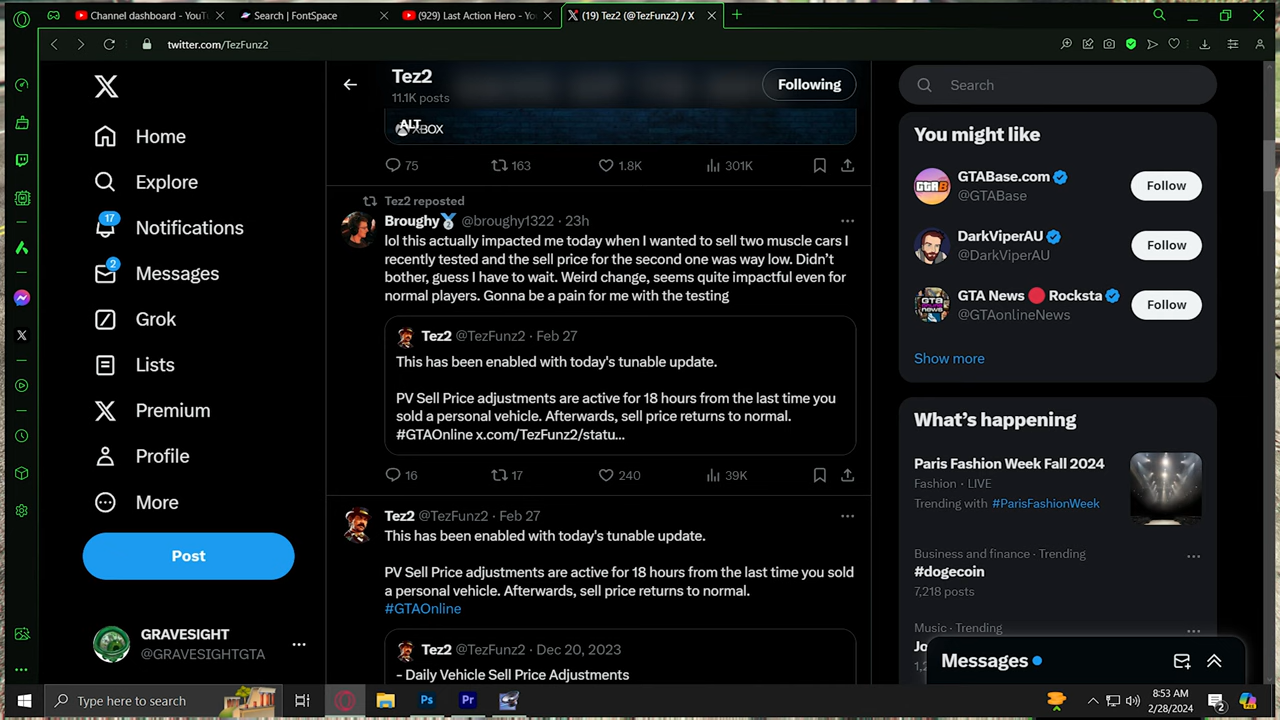 Channel dashboard - YouTu
Search | FontSpace
(929) Last Action Hero - YouT
(19) Tez2 (@TezFunz2) / X
twitter.com/TezFunz2
Tez2
11.1K posts
Following
ALT
XBOX
75
163
1.8K
301K
Tez2 reposted
Broughy @broughy1322 · 23h
lol this actually impacted me today when I wanted to sell two muscle cars I
recently tested and the sell price for the second one was way low. Didn't
bother, guess I have to wait. Weird change, seems quite impactful even for
normal players. Gonna be a pain for me with the testing
Tez2 @TezFunz2 · Feb 27
This has been enabled with today's tunable update.
PV Sell Price adjustments are active for 18 hours from the last time you
sold a personal vehicle. Afterwards, sell price returns to normal.
#GTAOnline x.com/TezFunz2/statu...
16
17
240
39K
Tez2 @TezFunz2 · Feb 27
This has been enabled with today's tunable update.
PV Sell Price adjustments are active for 18 hours from the last time you sold
a personal vehicle. Afterwards, sell price returns to normal.
#GTAOnline
Tez2 @TezFunz2 · Dec 20, 2023
- Daily Vehicle Sell Price Adjustments
Home
Explore
17
Notifications
2
Messages
Grok
Lists
Premium
Profile
More
Post
GRAVESIGHT
@GRAVESIGHTGTA
Search
You might like
GTABase.com
@GTABase
Follow
DarkViperAU
@DarkViperAU
Follow
GTA News Rocksta
@GTAonlineNews
Follow
Show more
What's happening
Paris Fashion Week Fall 2024
Fashion · LIVE
Trending with #ParisFashionWeek
Business and finance · Trending
#dogecoin
7,218 posts
Music · Trending
Messages
Type here to search
Ps
Pr
8:53 AM
2/28/2024
2